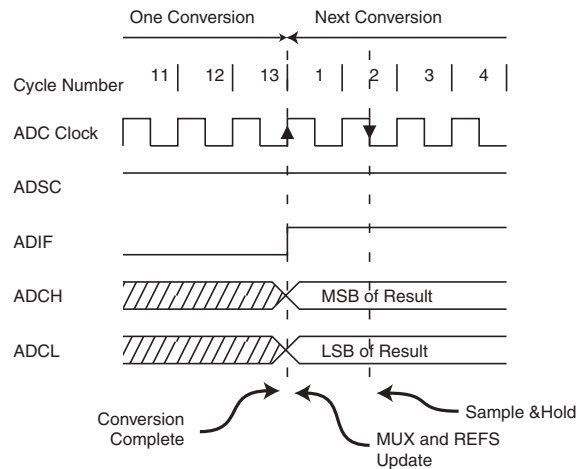 One Conversion
Next Conversion
Cycle Number
11
12
13
1
2
3
4
ADC Clock
ADSC
ADIF
ADCH
MSB of Result
ADCL
LSB of Result
Conversion
Complete
MUX and REFS
Update
Sample &Hold